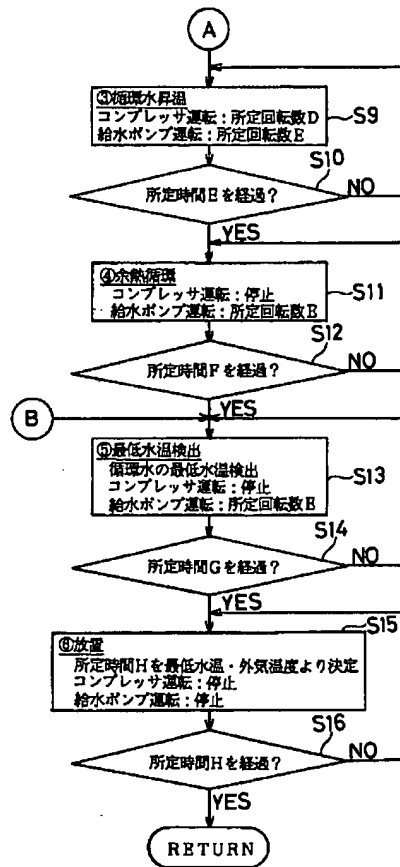 A
③循環水昇温
コンプレッサ運転：所定回転数D
給水ポンプ運転：所定回転数E
S9
S10
所定時間Eを経過？
NO
YES
④余熱循環
コンプレッサ運転：停止
給水ポンプ運転：所定回転数E
S11
S12
所定時間Fを経過？
NO
B
YES
⑤最低水温検出
循環水の最低水温検出
コンプレッサ運転：停止
給水ポンプ運転：所定回転数E
S13
S14
所定時間Gを経過？
NO
YES
S15
⑥放置
所定時間Hを最低水温・外気温度より決定
コンプレッサ運転：停止
給水ポンプ運転：停止
S16
所定時間Hを経過？
NO
YES
RETURN